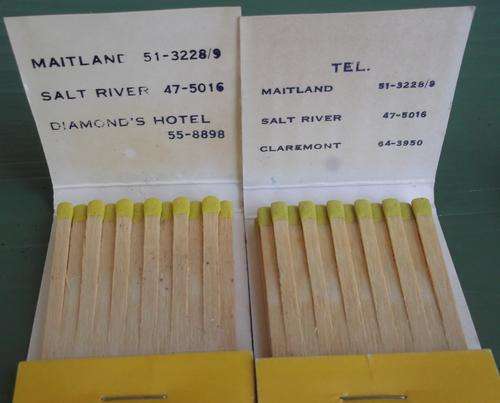 MAITLAND 51-3228/9
SALT RIVER 47-5016
DIAMOND'S HOTEL
55-8898
TEL.
MAITLAND 51-3228/9
SALT RIVER 47-5016
CLAREMONT 64-3950